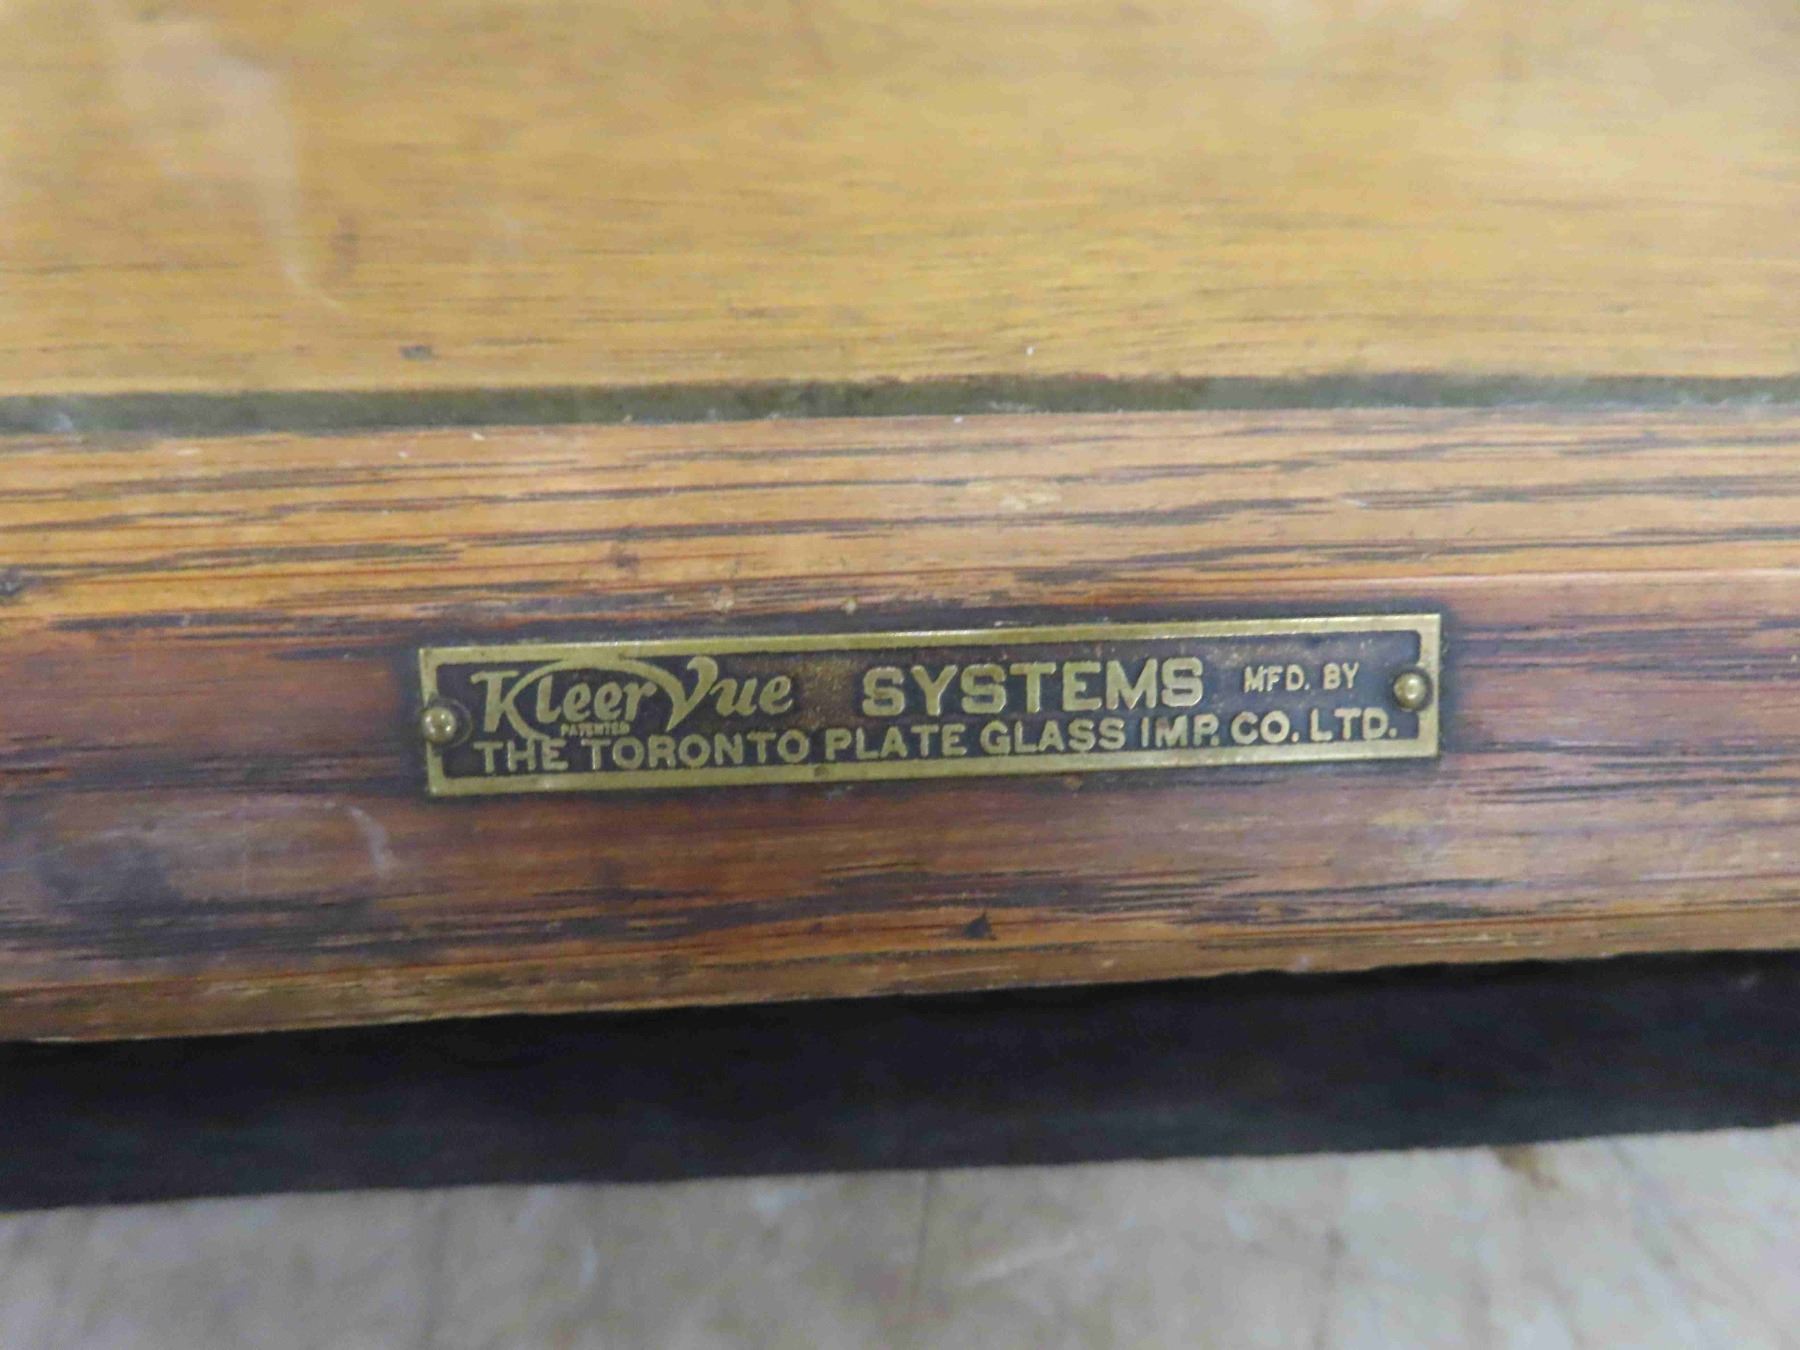 Kleer Vue SYSTEMS MFD. BY
PATENTED
THE TORONTO PLATE GLASS IMP. CO. LTD.